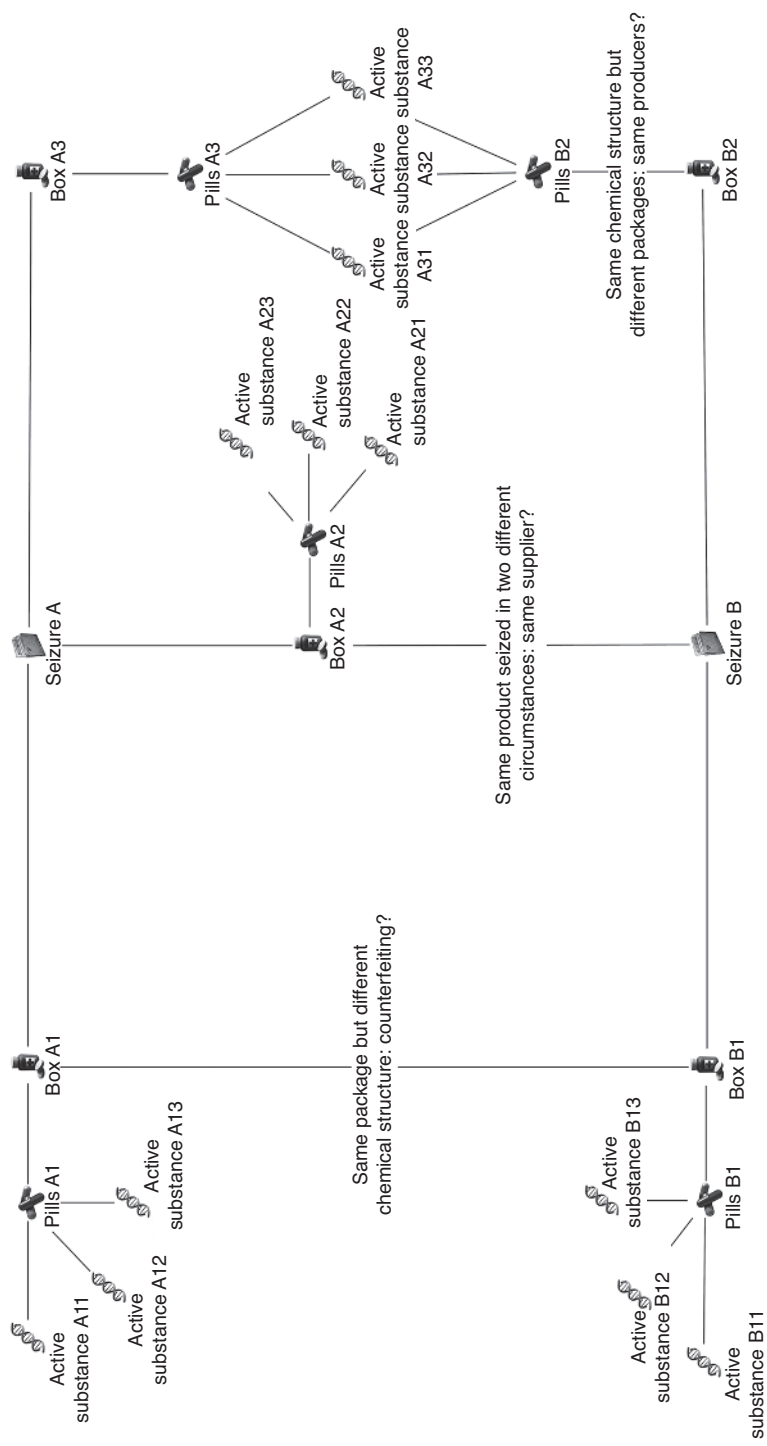 Active
substance A11
Active
substance A12
Active
substance A13
Pills A1
Box A1
Seizure A
Box A3
Pills A3
Same package but different
chemical structure: counterfeiting?
Box A2
Pills A2
Active
substance A23
Active
substance A22
Active
substance A21
Active
substance
A31
Active
substance
A32
Active
substance
A33
Same product seized in two different
circumstances: same supplier?
Pills B2
Same chemical structure but
different packages: same producers?
Active
substance B11
Active
substance B12
Active
substance B13
Pills B1
Box B1
Seizure B
Box B2